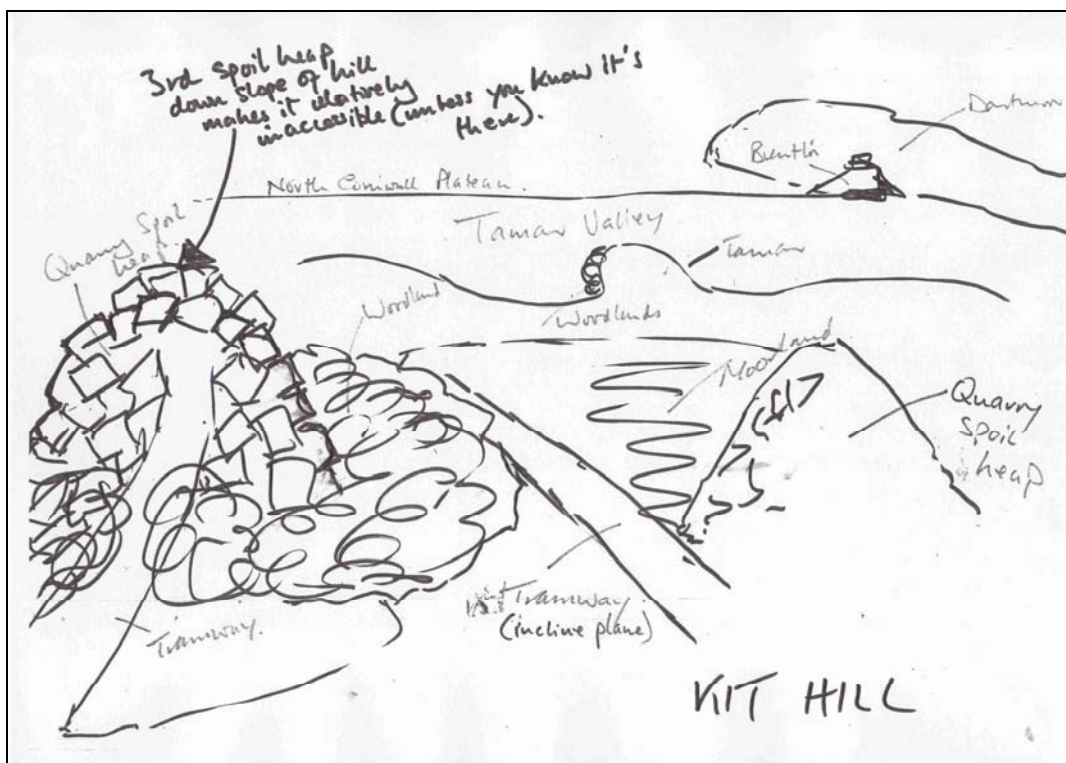 3rd spoil heap
down slope of hill
makes it relatively
inaccessible (unless you know it's
there).
Dartmoor
North Cornwall Plateau.
Tamar Valley
Tamar
Quarry Spoil
heap
Woodland
Woodlands
Moorland
Quarry
spoil
heap
Tramway
(incline plane)
Tramway.
KIT HILL